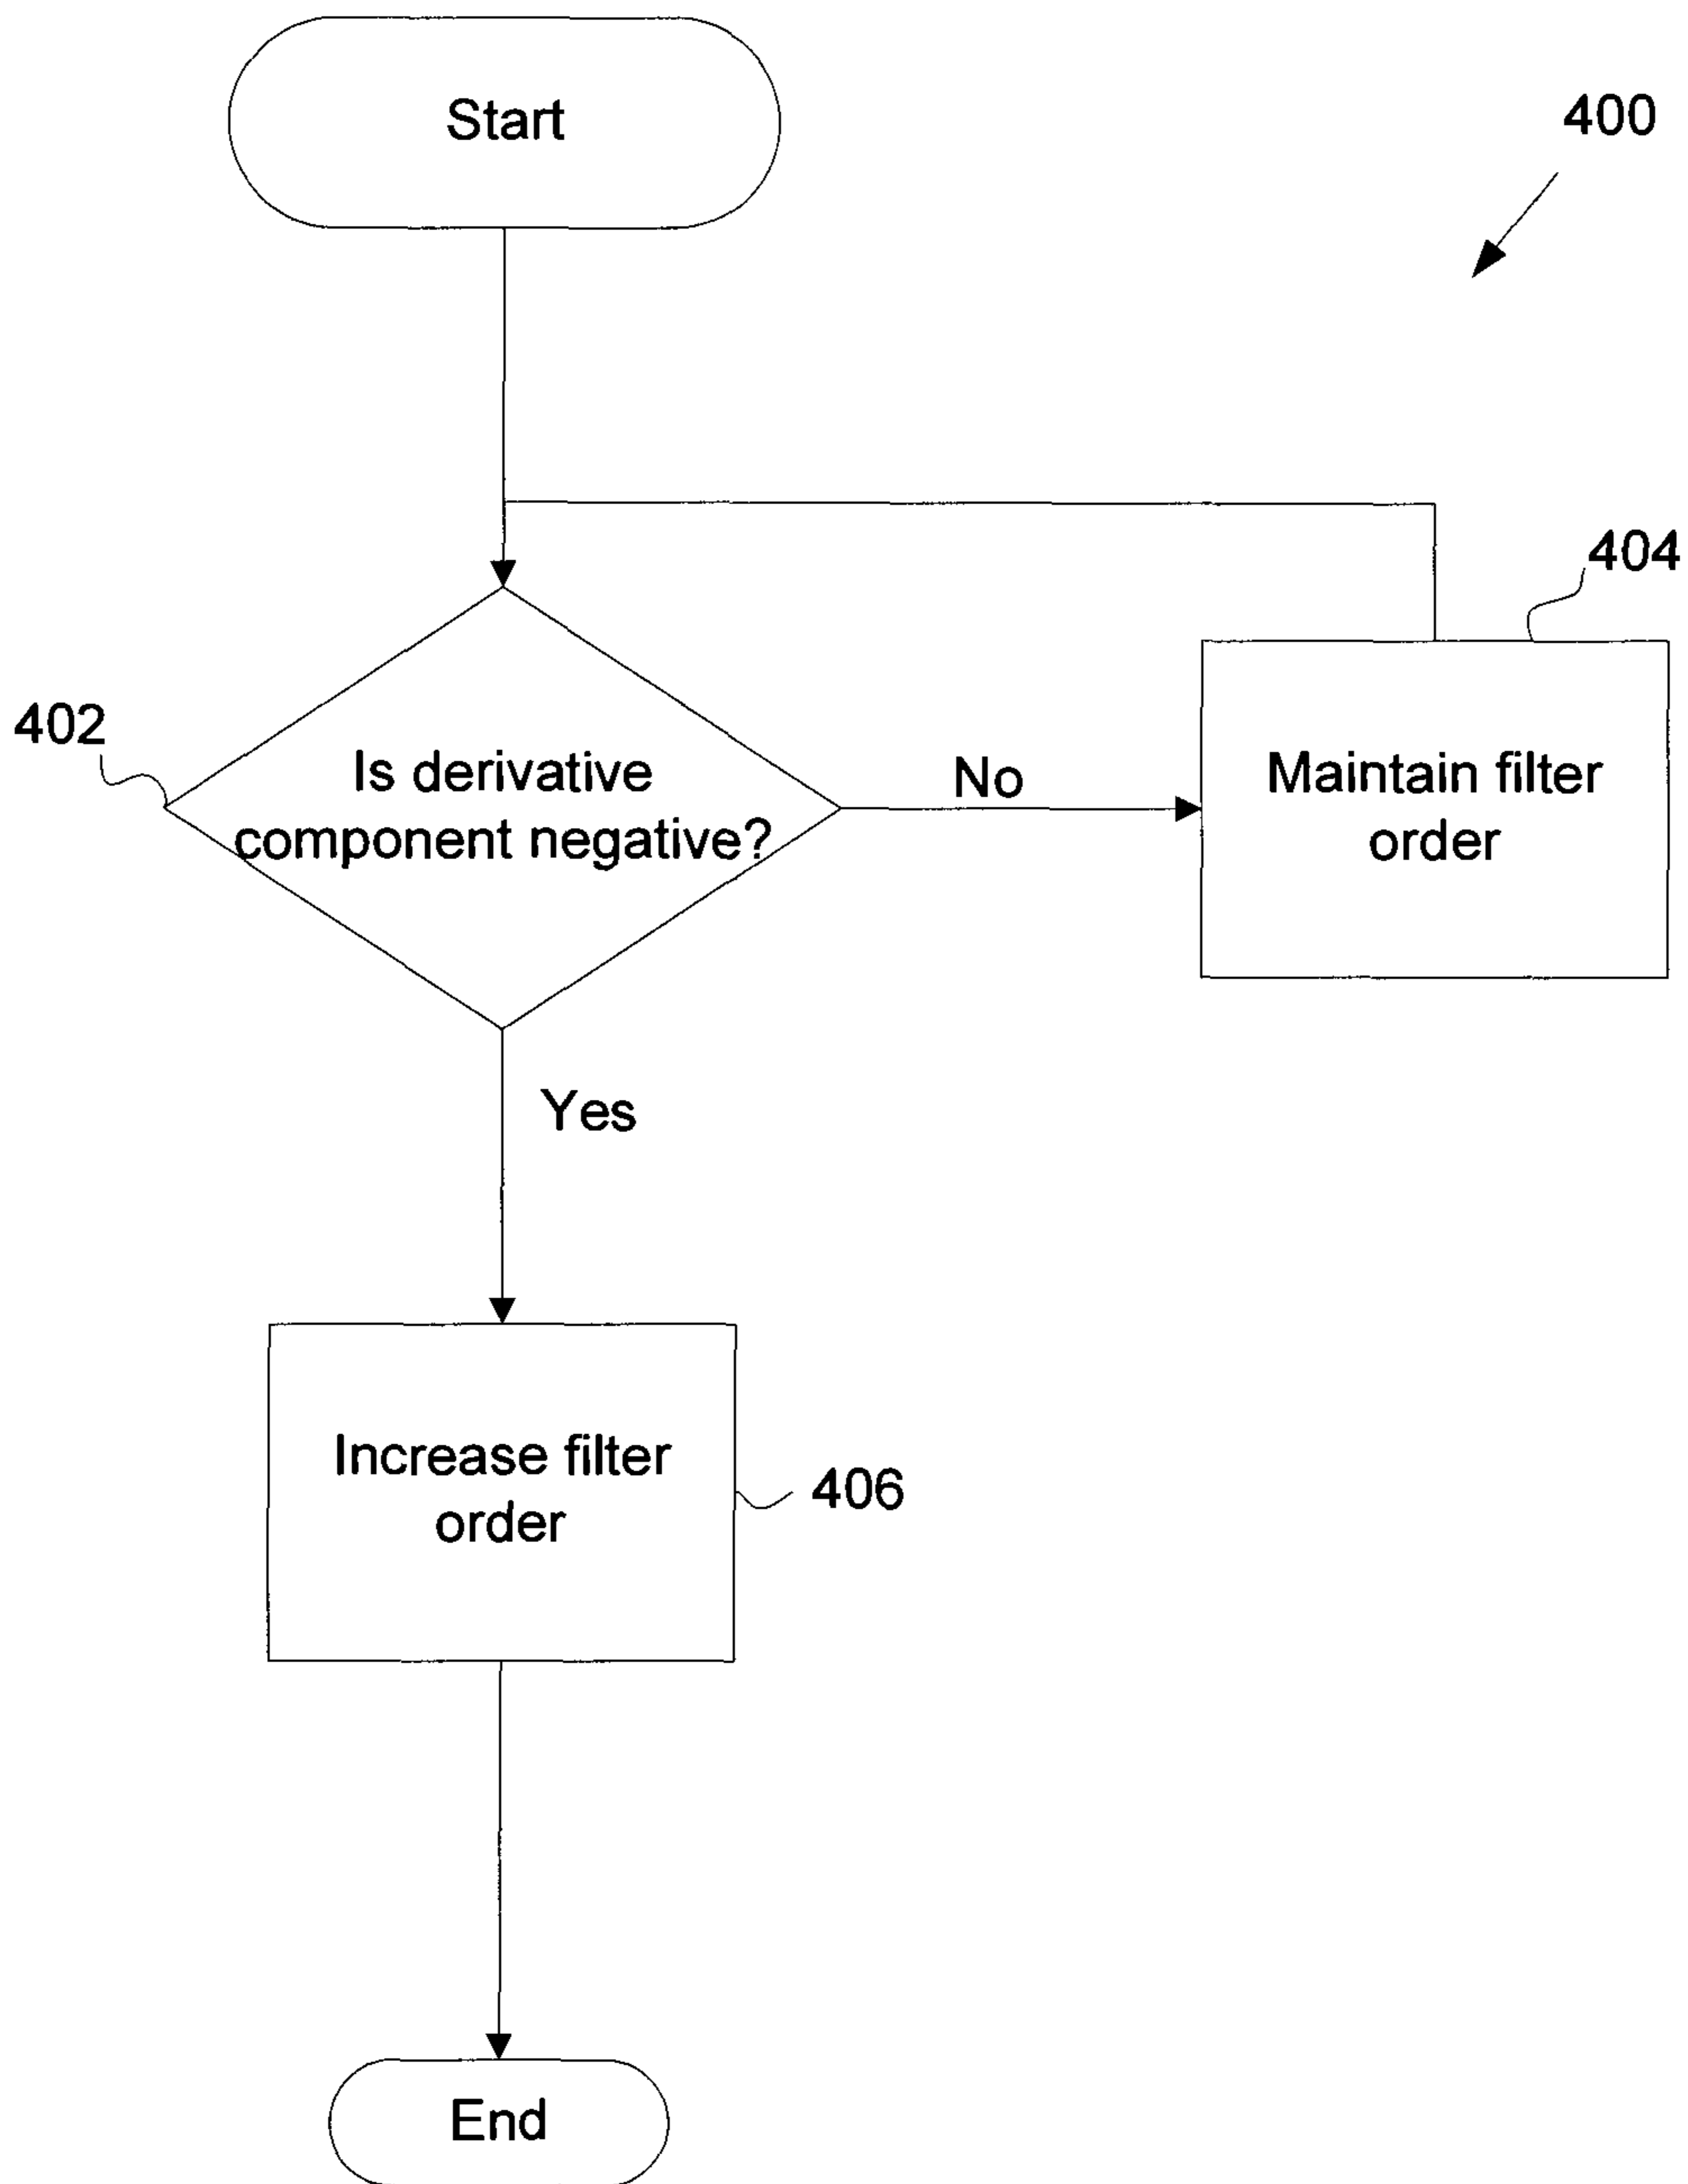 Start
400
404
402
Is derivative
component negative?
No
Maintain filter
order
Yes
Increase filter
order
406
End